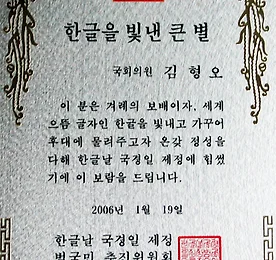 한글을 빛낸 큰 별
국회의원 김 형 오
이 분은 겨레의 보배이자, 세계
으뜸 글자인 한글을 빛내고 가꾸어
후대에 물려주고자 온갖 정성을
다해 한글날 국경일 제정에 힘썼
기에 이 보람을 드립니다.
2006년 1월 19일
한글날 국경일 제정
범국민 추진위원회